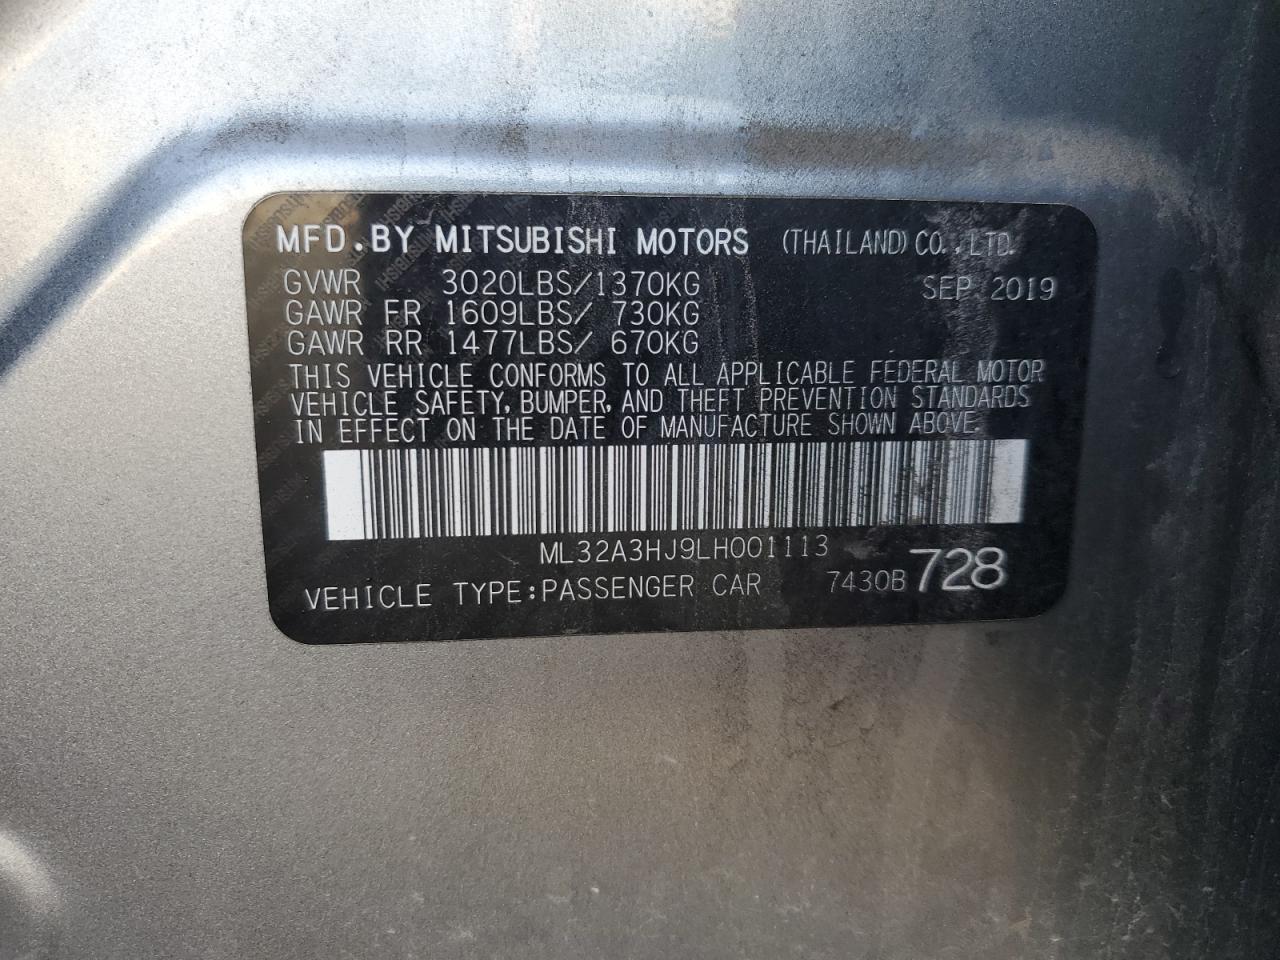 MFD.BY MITSUBISHI MOTORS (THAILAND) CO.,LTD.
GVWR 3020LBS/1370KG SEP 2019
GAWR FR 1609LBS/ 730KG
GAWR RR 1477LBS/ 670KG
THIS VEHICLE CONFORMS TO ALL APPLICABLE FEDERAL MOTOR
VEHICLE SAFETY, BUMPER, AND THEFT PREVENTION STANDARDS
IN EFFECT ON THE DATE OF MANUFACTURE SHOWN ABOVE.
ML32A3HJ9LH001113
VEHICLE TYPE:PASSENGER CAR 7430B 728